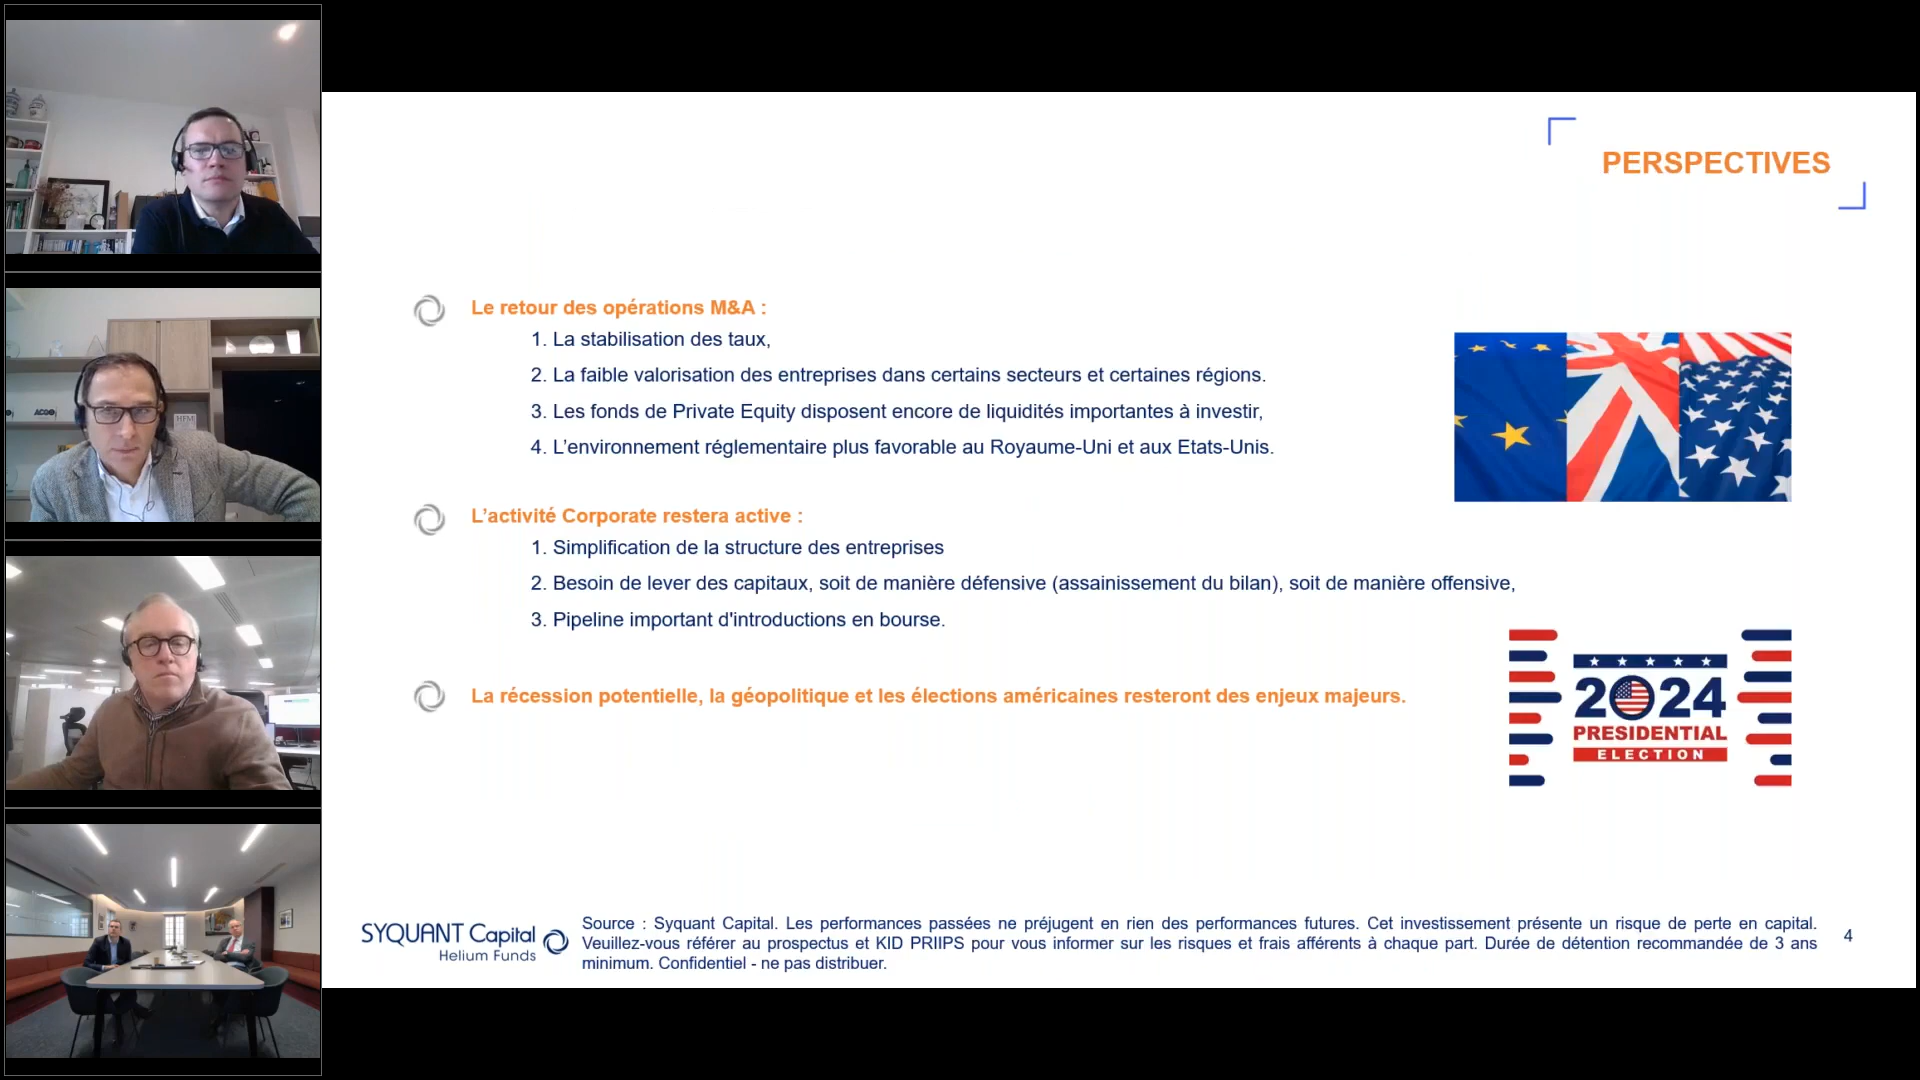 PERSPECTIVES
Le retour des opérations M&A :
1. La stabilisation des taux,
2. La faible valorisation des entreprises dans certains secteurs et certaines régions.
3. Les fonds de Private Equity disposent encore de liquidités importantes à investir,
4. L’environnement réglementaire plus favorable au Royaume-Uni et aux Etats-Unis.
L’activité Corporate restera active :
1. Simplification de la structure des entreprises
2. Besoin de lever des capitaux, soit de manière défensive (assainissement du bilan), soit de manière offensive,
3. Pipeline important d'introductions en bourse.
La récession potentielle, la géopolitique et les élections américaines resteront des enjeux majeurs.
2024
PRESIDENTIAL
ELECTION
SYQUANT Capital
Helium Funds
Source : Syquant Capital. Les performances passées ne préjugent en rien des performances futures. Cet investissement présente un risque de perte en capital.
Veuillez-vous référer au prospectus et KID PRIIPS pour vous informer sur les risques et frais afférents à chaque part. Durée de détention recommandée de 3 ans
minimum. Confidentiel - ne pas distribuer.
4